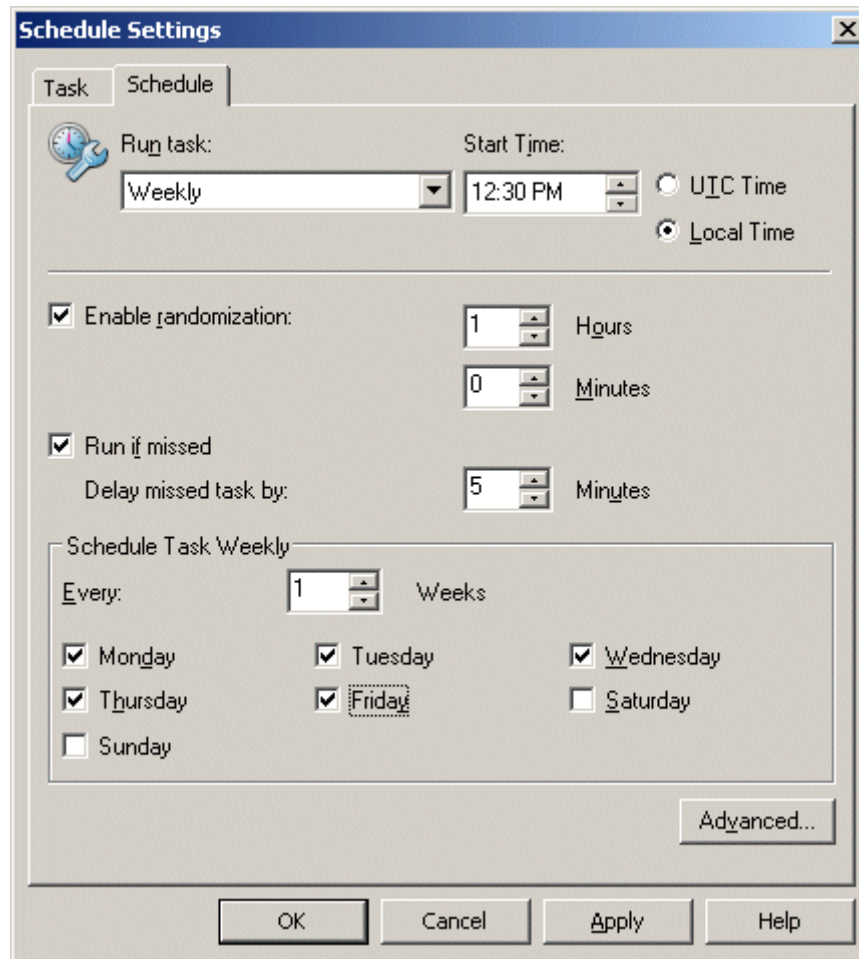 Schedule Settings
Task Schedule
Run task: Start Time:
Weekly 12:30 PM UTC Time
Local Time
Enable randomization: 1 Hours
0 Minutes
Run if missed
Delay missed task by: 5 Minutes
Schedule Task Weekly
Every: 1 Weeks
Monday Tuesday Wednesday
Thursday Friday Saturday
Sunday
Advanced...
OK Cancel Apply Help